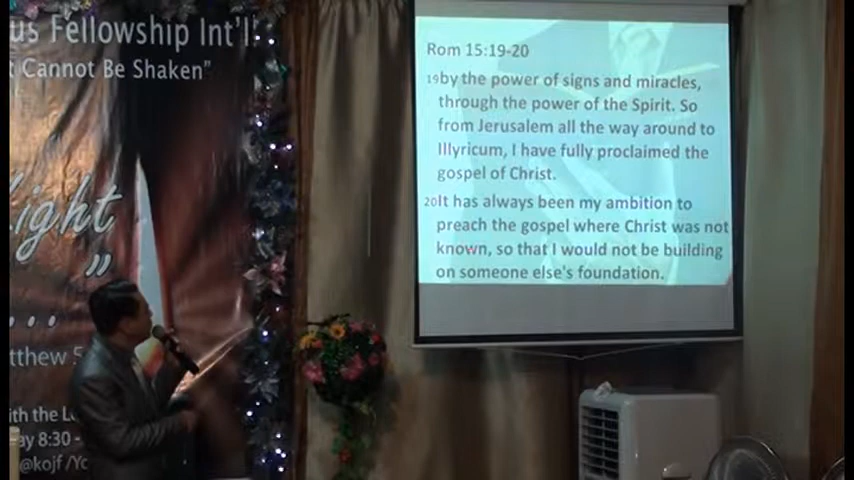 us Fellowship Int'l
t Cannot Be Shaken"
Light
”
...
tthew 5
ith the L
ay 8:30 -
@kojf /Yo
Rom 15:19-20
19by the power of signs and miracles,
through the power of the Spirit. So
from Jerusalem all the way around to
Illyricum, I have fully proclaimed the
gospel of Christ.
20It has always been my ambition to
preach the gospel where Christ was not
known, so that I would not be building
on someone else's foundation.